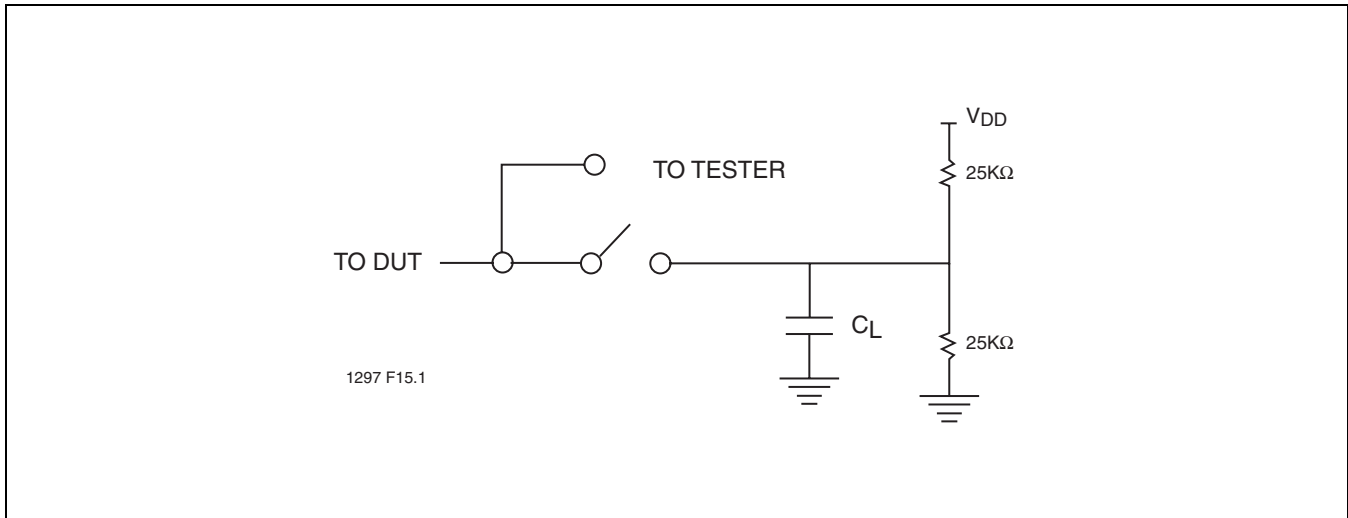 VDD
25KΩ
TO TESTER
TO DUT
CL
25KΩ
1297 F15.1